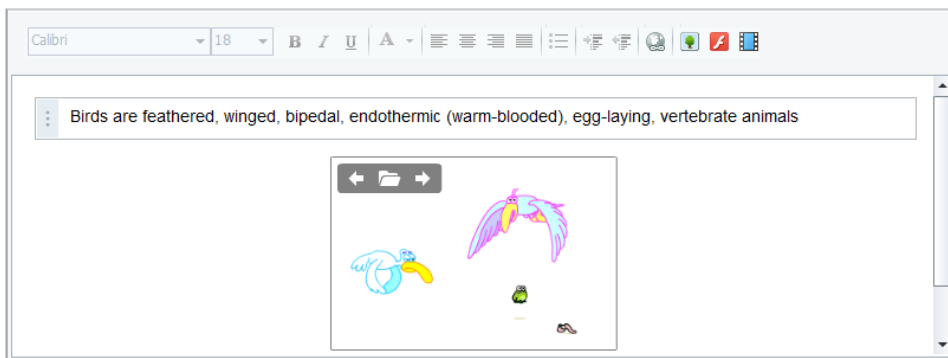 Calibri 18 B I U A
Birds are feathered, winged, bipedal, endothermic (warm-blooded), egg-laying, vertebrate animals